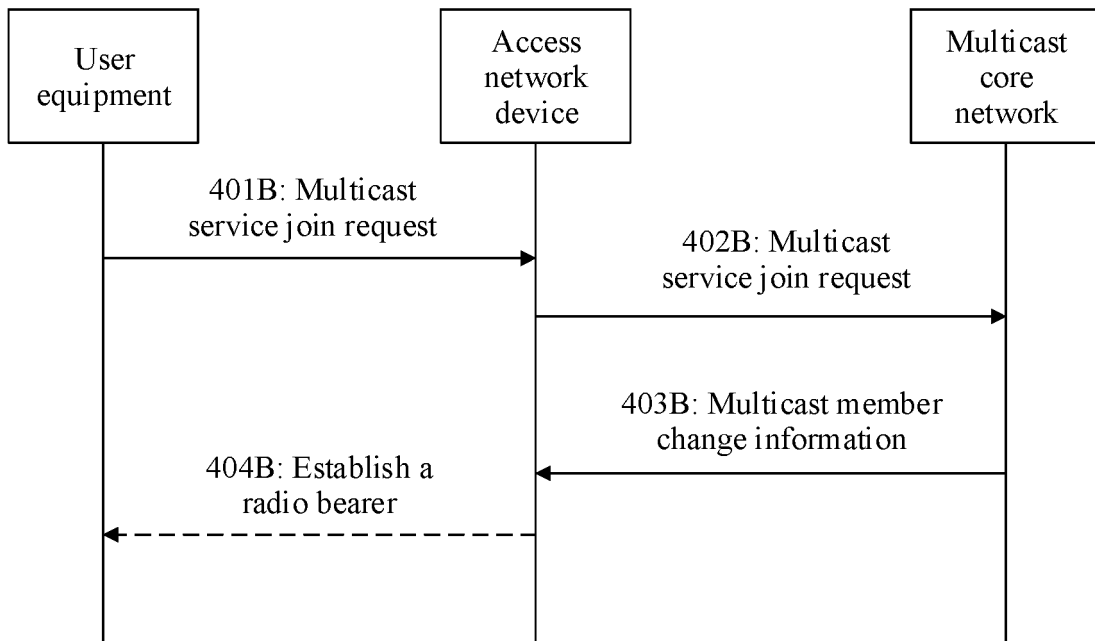 User
equipment
Access
network
device
Multicast
core
network
401B: Multicast
service join request
402B: Multicast
service join request
403B: Multicast member
change information
404B: Establish a
radio bearer